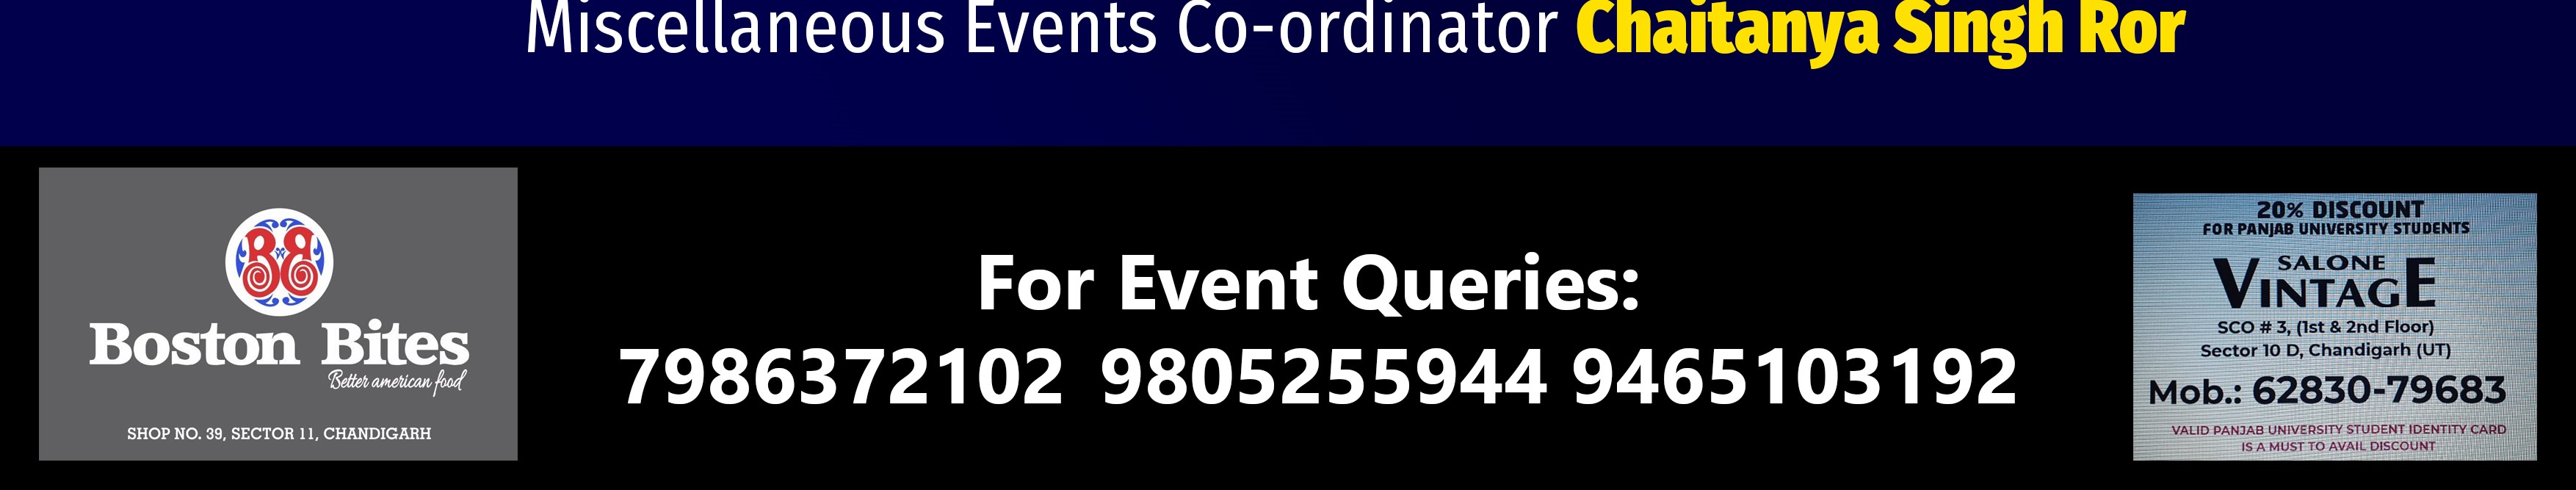 Miscellaneous Events Co-ordinator Chaitanya Singh Ror
BB
Boston Bites
Better american food
SHOP NO. 39, SECTOR 11, CHANDIGARH
For Event Queries:
7986372102 9805255944 9465103192
20% DISCOUNT
FOR PANJAB UNIVERSITY STUDENTS
SALONE
VINTAGE
SCO # 3, (1st & 2nd Floor)
Sector 10 D, Chandigarh (UT)
Mob.: 62830-79683
VALID PANJAB UNIVERSITY STUDENT IDENTITY CARD
IS A MUST TO AVAIL DISCOUNT